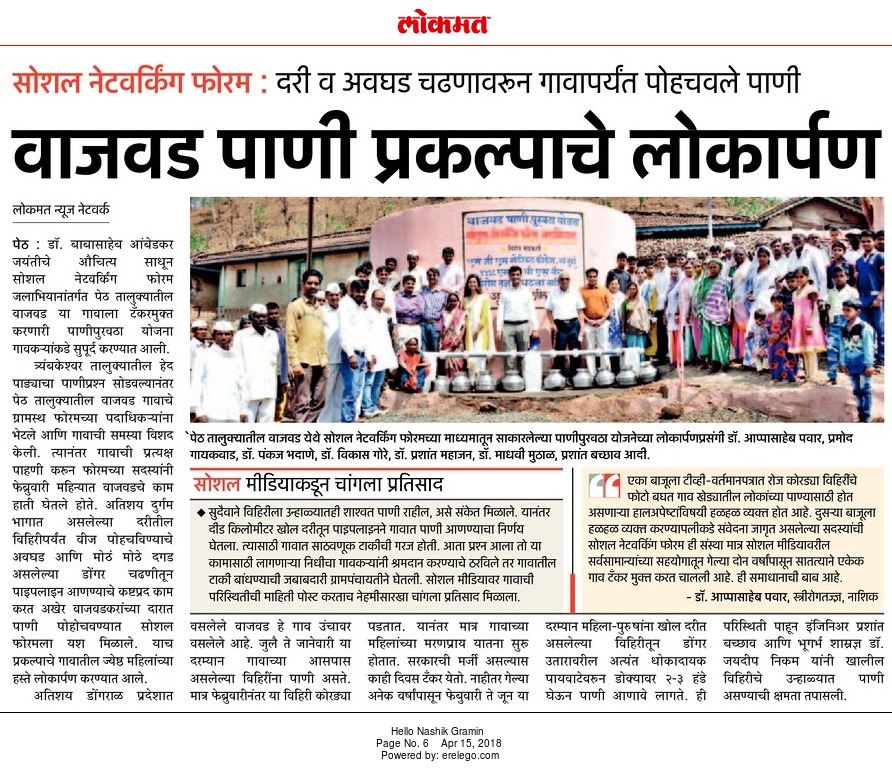 लोकमत
सोशल नेटवर्किंग फोरम : दरी व अवघड चढणावरून गावापर्यंत पोहचवले पाणी
वाजवड पाणी प्रकल्पाचे लोकार्पण
लोकमत न्यूज नेटवर्क
पेठ : डॉ. बाबासाहेब आंबेडकर
जयंतीचे औचित्य साधून
सोशल नेटवर्किंग फोरम
जलाभियानांतर्गत पेठ तालुक्यातील
वाजवड या गावाला टँकरमुक्त
करणारी पाणीपुरवठा योजना
गावकऱ्यांकडे सुपूर्द करण्यात आली.
त्र्यंबकेश्वर तालुक्यातील हेद
पाड्याचा पाणीप्रश्न सोडवल्यानंतर
पेठ तालुक्यातील वाजवड गावाचे
ग्रामस्थ फोरमच्या पदाधिकऱ्यांना
भेटले आणि गावाची समस्या विशद
केली. त्यानंतर गावाची प्रत्यक्ष
पाहणी करून फोरमच्या सदस्यांनी
फेब्रुवारी महिन्यात वाजवडचे काम
हाती घेतले होते. अतिशय दुर्गम
भागात असलेल्या दरीतील
विहिरीपर्यंत वीज पोहचविण्याचे
अवघड आणि मोठं मोठे दगड
असलेल्या डोंगर चढणीतून
पाइपलाइन आणण्याचे कष्टप्रद काम
करत अखेर वाजवडकरांच्या दारात
पाणी पोहोचवण्यात सोशल
फोरमला यश मिळाले. याच
प्रकल्पाचे गावातील ज्येष्ठ महिलांच्या
हस्ते लोकार्पण करण्यात आले.
अतिशय डोंगराळ प्रदेशात
वाजवड पाणी पुरवठा योजना
विशेष सहकार्य
पेठ तालुक्यातील वाजवड येथे सोशल नेटवर्किंग फोरमच्या माध्यमातून साकारलेल्या पाणीपुरवठा योजनेच्या लोकार्पणप्रसंगी डॉ. आप्पासाहेब पवार, प्रमोद
गायकवाड, डॉ. पंकज भदाणे, डॉ. विकास गोरे, डॉ. प्रशांत महाजन, डॉ. माधवी मुठाळ, प्रशांत बच्छाव आदी.
सोशल मीडियाकडून चांगला प्रतिसाद
◆ सुदैवाने विहिरीला उन्हाळ्यातही शाश्वत पाणी राहील, असे संकेत मिळाले. यानंतर
दीड किलोमीटर खोल दरीतून पाइपलाइनने गावात पाणी आणण्याचा निर्णय
घेतला. त्यासाठी गावात साठवणूक टाकीची गरज होती. आता प्रश्न आला तो या
कामासाठी लागणाऱ्या निधीचा गावकऱ्यांनी श्रमदान करण्याचे ठरविले तर गावातील
टाकी बांधण्याची जबाबदारी ग्रामपंचायतीने घेतली. सोशल मीडियावर गावाची
परिस्थितीची माहिती पोस्ट करताच नेहमीसारखा चांगला प्रतिसाद मिळाला.
एका बाजूला टीव्ही-वर्तमानपत्रात रोज कोरड्या विहिरींचे
फोटो बघत गाव खेड्यातील लोकांच्या पाण्यासाठी होत
असणाऱ्या हालअपेष्टांविषयी हळहळ व्यक्त होत आहे. दुसऱ्या बाजूला
हळहळ व्यक्त करण्यापलीकडे संवेदना जागृत असलेल्या सदस्यांची
सोशल नेटवर्किंग फोरम ही संस्था मात्र सोशल मीडियावरील
सर्वसामान्यांच्या सहयोगातून गेल्या दोन वर्षांपासून सातत्याने एकेक
गाव टँकर मुक्त करत चालली आहे. ही समाधानाची बाब आहे.
- डॉ. आप्पासाहेब पवार, स्त्रीरोगतज्ज्ञ, नाशिक
वसलेले वाजवड हे गाव उंचावर
वसलेले आहे. जुलै ते जानेवारी या
दरम्यान गावाच्या आसपास
असलेल्या विहिरींना पाणी असते.
मात्र फेब्रुवारीनंतर या विहिरी कोरड्या
पडतात. यानंतर मात्र गावाच्या
महिलांच्या मरणप्राय यातना सुरू
होतात. सरकारची मर्जी असल्यास
काही दिवस टँकर येतो. नाहीतर गेल्या
अनेक वर्षांपासून फेब्रुवारी ते जून या
दरम्यान महिला-पुरुषांना खोल दरीत
असलेल्या विहिरीतून डोंगर
उतारावरील अत्यंत धोकादायक
पायवाटेवरून डोक्यावर २-३ हंडे
घेऊन पाणी आणावे लागते. ही
परिस्थिती पाहून इंजिनिअर प्रशांत
बच्छाव आणि भूगर्भ शास्त्रज्ञ डॉ.
जयदीप निकम यांनी खालील
विहिरीचे उन्हाळ्यात पाणी
असण्याची क्षमता तपासली.
Hello Nashik Gramin
Page No. 6 Apr 15, 2018
Powered by: erelego.com